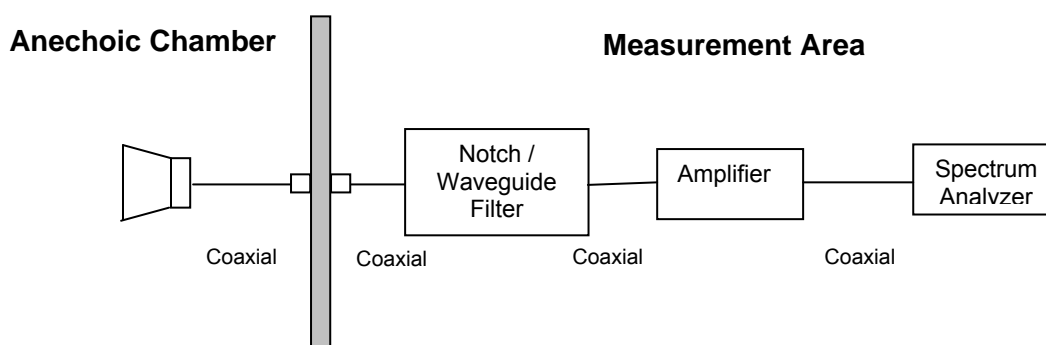 Anechoic Chamber
Measurement Area
Notch /
Waveguide
Filter
Amplifier
Spectrum
Analyzer
Coaxial
Coaxial
Coaxial
Coaxial